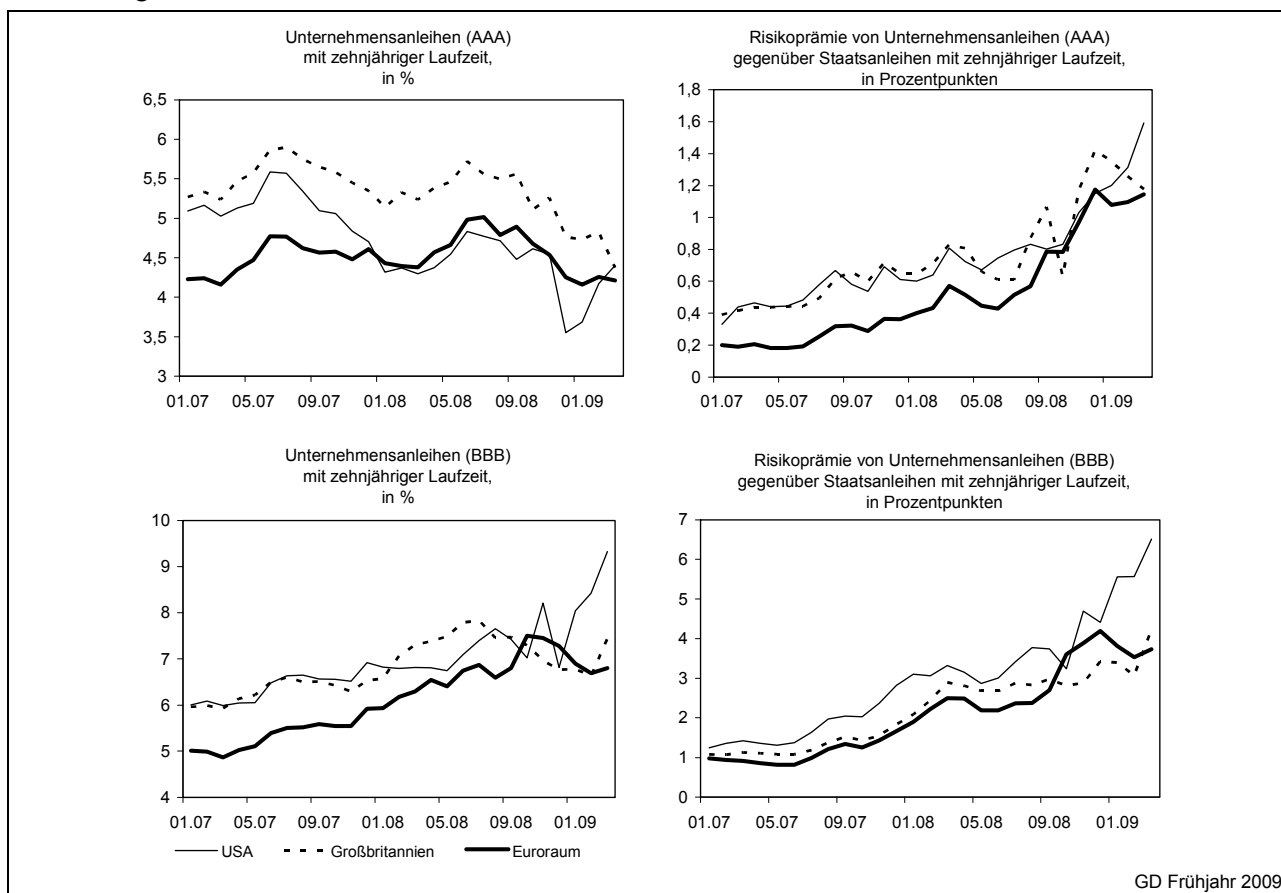 Unternehmensanleihen (AAA)
mit zehnjähriger Laufzeit,
in %
6,5
6
5,5
5
4,5
4
3,5
3
01.07 05.07 09.07 01.08 05.08 09.08 01.09
Risikoprämie von Unternehmensanleihen (AAA)
gegenüber Staatsanleihen mit zehnjähriger Laufzeit,
in Prozentpunkten
1,8
1,6
1,4
1,2
1
0,8
0,6
0,4
0,2
0
01.07 05.07 09.07 01.08 05.08 09.08 01.09
Unternehmensanleihen (BBB)
mit zehnjähriger Laufzeit,
in %
10
9
8
7
6
5
4
01.07 05.07 09.07 01.08 05.08 09.08 01.09
Risikoprämie von Unternehmensanleihen (BBB)
gegenüber Staatsanleihen mit zehnjähriger Laufzeit,
in Prozentpunkten
7
6
5
4
3
2
1
0
01.07 05.07 09.07 01.08 05.08 09.08 01.09
USA Großbritannien Euroraum
GD Frühjahr 2009